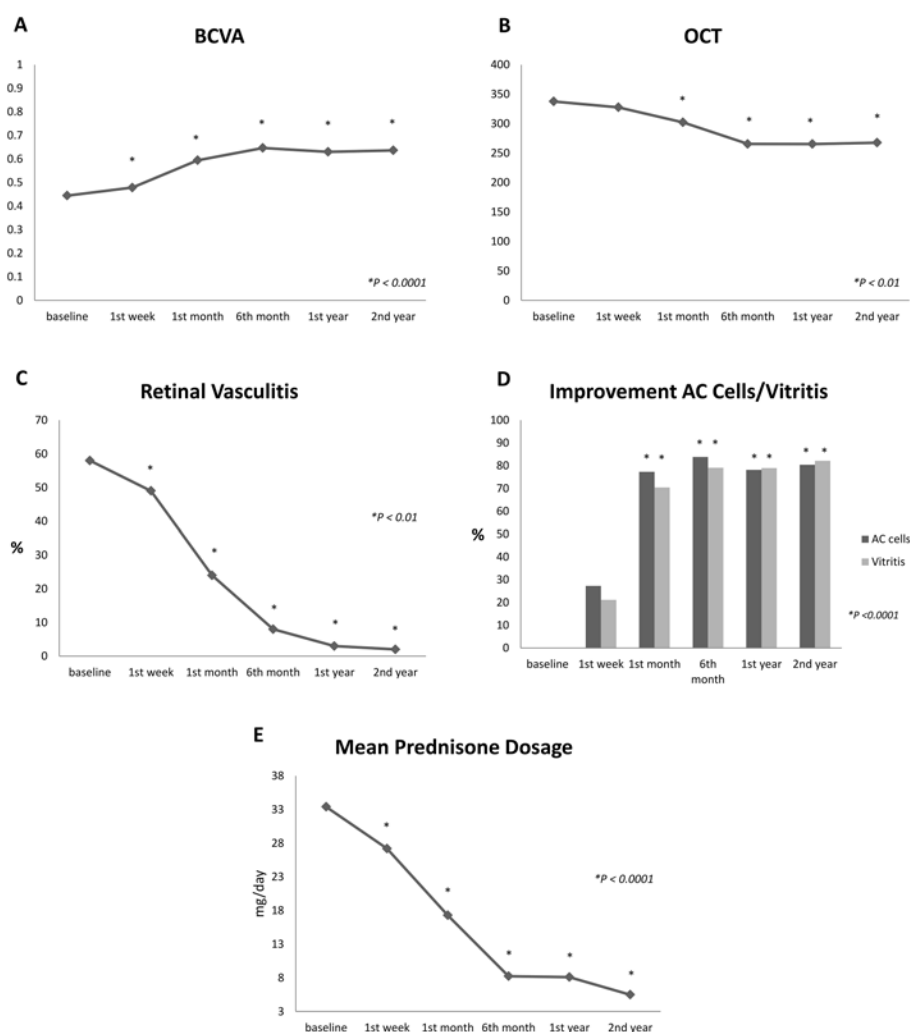 A
BCVA
1
0.9
0.8
0.7
0.6
0.5
0.4
0.3
0.2
0.1
0
* * * * *
*P < 0.0001
baseline 1st week 1st month 6th month 1st year 2nd year
B
OCT
400
350
300
250
200
150
100
50
0
* * * *
*P < 0.01
baseline 1st week 1st month 6th month 1st year 2nd year
C
Retinal Vasculitis
70
60
50
40
30
20
10
0
%
* * * * *
*P < 0.01
baseline 1st week 1st month 6th month 1st year 2nd year
D
Improvement AC Cells/Vitritis
100
90
80
70
60
50
40
30
20
10
0
%
* * * * * * * *
AC cells
Vitritis
*P <0.0001
baseline 1st week 1st month 6th month 1st year 2nd year
E
Mean Prednisone Dosage
38
33
28
23
18
13
8
3
mg/day
* * * * *
*P < 0.0001
baseline 1st week 1st month 6th month 1st year 2nd year